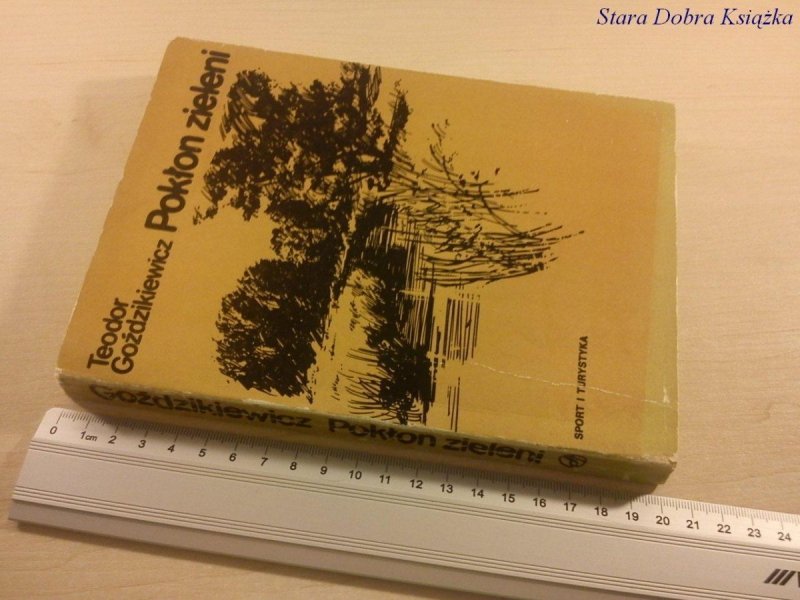 Stara Dobra Książka
Teodor
Goździkiewicz
Pokłon zieleni
SPORT I TURYSTYKA
Goździkiewicz Pokłon zieleni
0 1cm 2 3 4 5 6 7 8 9 10 11 12 13 14 15 16 17 18 19 20 21 22 23 24